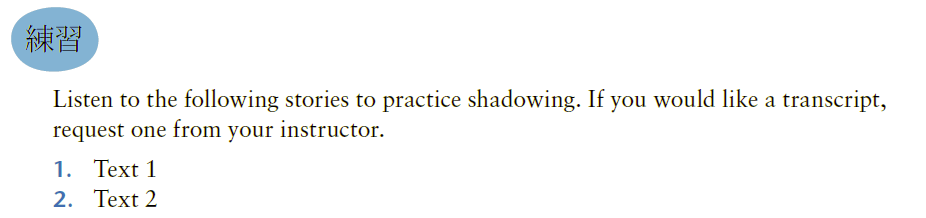 練習
Listen to the following stories to practice shadowing. If you would like a transcript,
request one from your instructor.
1. Text 1
2. Text 2